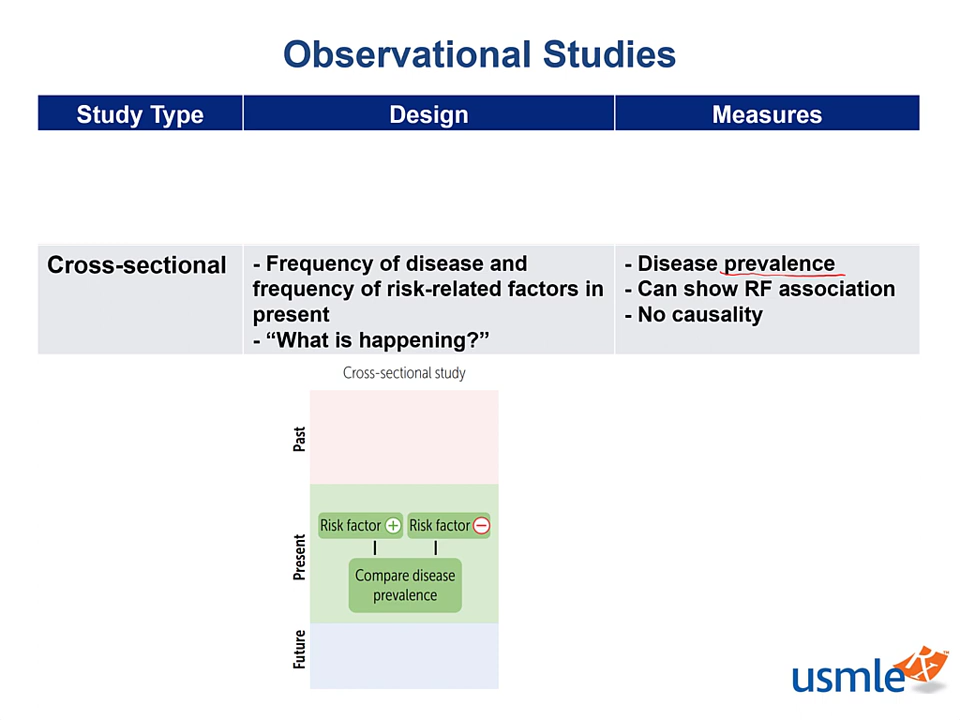 Observational Studies
Study Type Design Measures
Cross-sectional
- Frequency of disease and
frequency of risk-related factors in
present
- “What is happening?”
- Disease prevalence
- Can show RF association
- No causality
Cross-sectional study
Past
Present
Future
Risk factor + Risk factor −
Compare disease
prevalence
usmle Rx ™